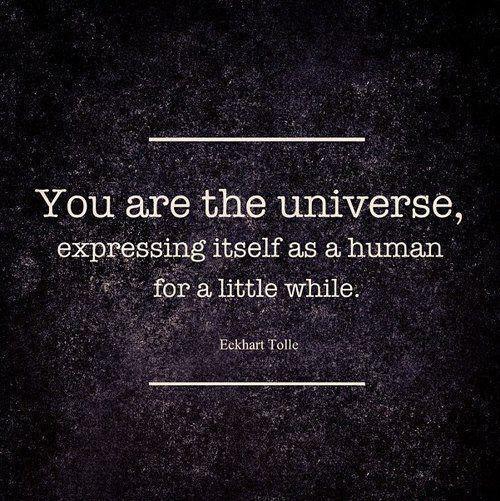 You are the universe,
expressing itself as a human
for a little while.
Eckhart Tolle